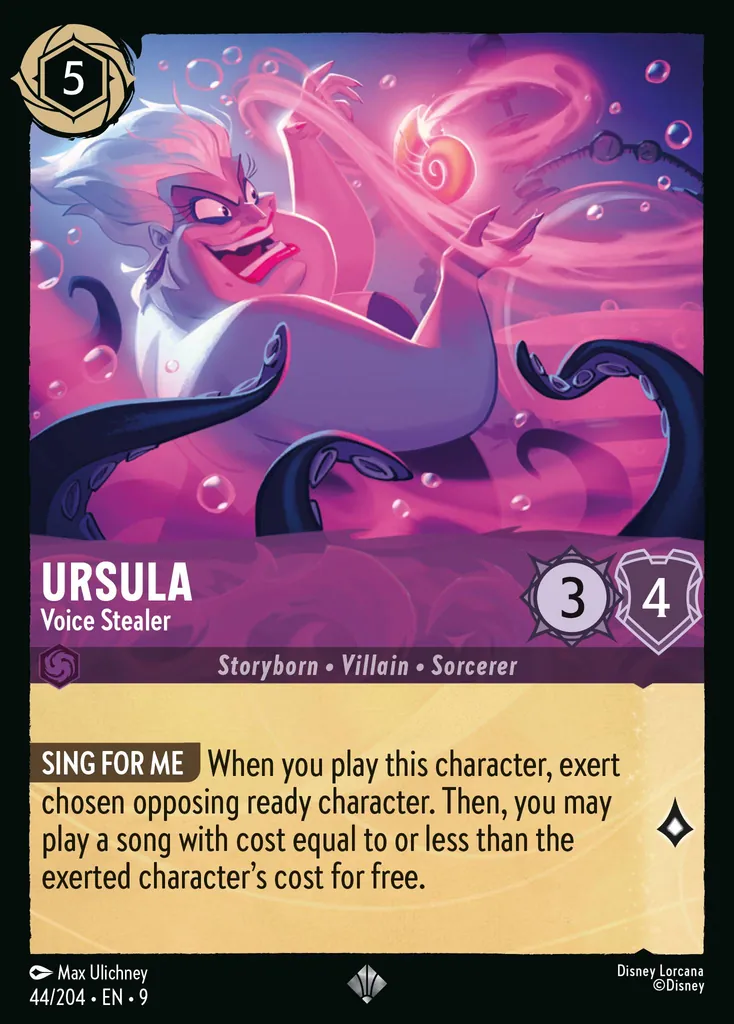 5
URSULA
Voice Stealer
3
4
Storyborn • Villain • Sorcerer
SING FOR ME When you play this character, exert
chosen opposing ready character. Then, you may
play a song with cost equal to or less than the
exerted character’s cost for free.
Max Ulichney
44/204 • EN • 9
Disney Lorcana
©Disney